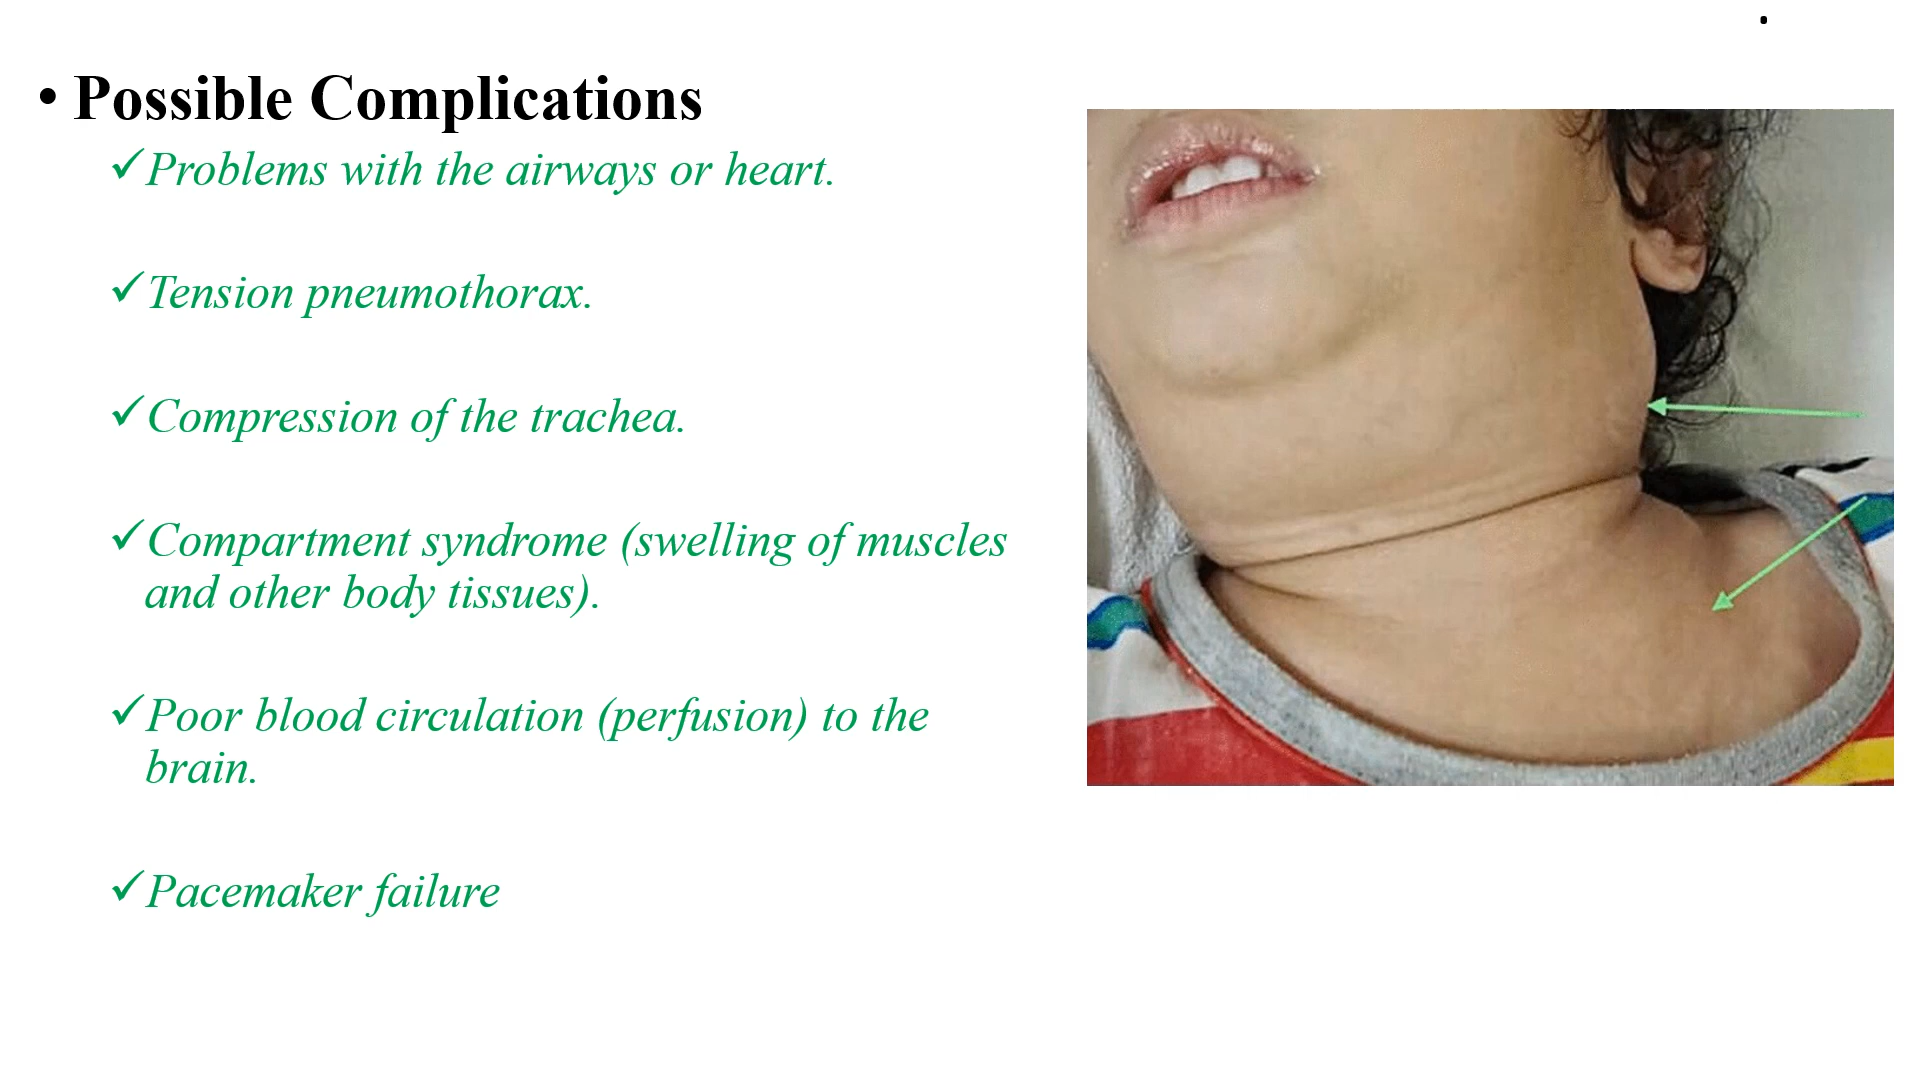 • Possible Complications
✓Problems with the airways or heart.
✓Tension pneumothorax.
✓Compression of the trachea.
✓Compartment syndrome (swelling of muscles
and other body tissues).
✓Poor blood circulation (perfusion) to the
brain.
✓Pacemaker failure